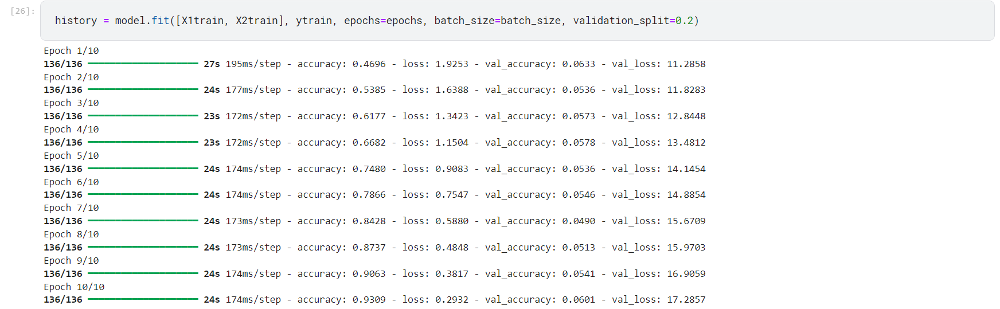 [26]:
history = model.fit([X1train, X2train], ytrain, epochs=epochs, batch_size=batch_size, validation_split=0.2)
Epoch 1/10
136/136 ━━━━━━━━━━━━━━━━━━━━ 27s 195ms/step - accuracy: 0.4696 - loss: 1.9253 - val_accuracy: 0.0633 - val_loss: 11.2858
Epoch 2/10
136/136 ━━━━━━━━━━━━━━━━━━━━ 24s 177ms/step - accuracy: 0.5385 - loss: 1.6388 - val_accuracy: 0.0536 - val_loss: 11.8283
Epoch 3/10
136/136 ━━━━━━━━━━━━━━━━━━━━ 23s 172ms/step - accuracy: 0.6177 - loss: 1.3423 - val_accuracy: 0.0573 - val_loss: 12.8448
Epoch 4/10
136/136 ━━━━━━━━━━━━━━━━━━━━ 23s 172ms/step - accuracy: 0.6682 - loss: 1.1504 - val_accuracy: 0.0578 - val_loss: 13.4812
Epoch 5/10
136/136 ━━━━━━━━━━━━━━━━━━━━ 24s 174ms/step - accuracy: 0.7480 - loss: 0.9083 - val_accuracy: 0.0536 - val_loss: 14.1454
Epoch 6/10
136/136 ━━━━━━━━━━━━━━━━━━━━ 24s 174ms/step - accuracy: 0.7866 - loss: 0.7547 - val_accuracy: 0.0546 - val_loss: 14.8854
Epoch 7/10
136/136 ━━━━━━━━━━━━━━━━━━━━ 24s 173ms/step - accuracy: 0.8428 - loss: 0.5880 - val_accuracy: 0.0490 - val_loss: 15.6709
Epoch 8/10
136/136 ━━━━━━━━━━━━━━━━━━━━ 24s 173ms/step - accuracy: 0.8737 - loss: 0.4848 - val_accuracy: 0.0513 - val_loss: 15.9703
Epoch 9/10
136/136 ━━━━━━━━━━━━━━━━━━━━ 24s 174ms/step - accuracy: 0.9063 - loss: 0.3817 - val_accuracy: 0.0541 - val_loss: 16.9059
Epoch 10/10
136/136 ━━━━━━━━━━━━━━━━━━━━ 24s 174ms/step - accuracy: 0.9309 - loss: 0.2932 - val_accuracy: 0.0601 - val_loss: 17.2857